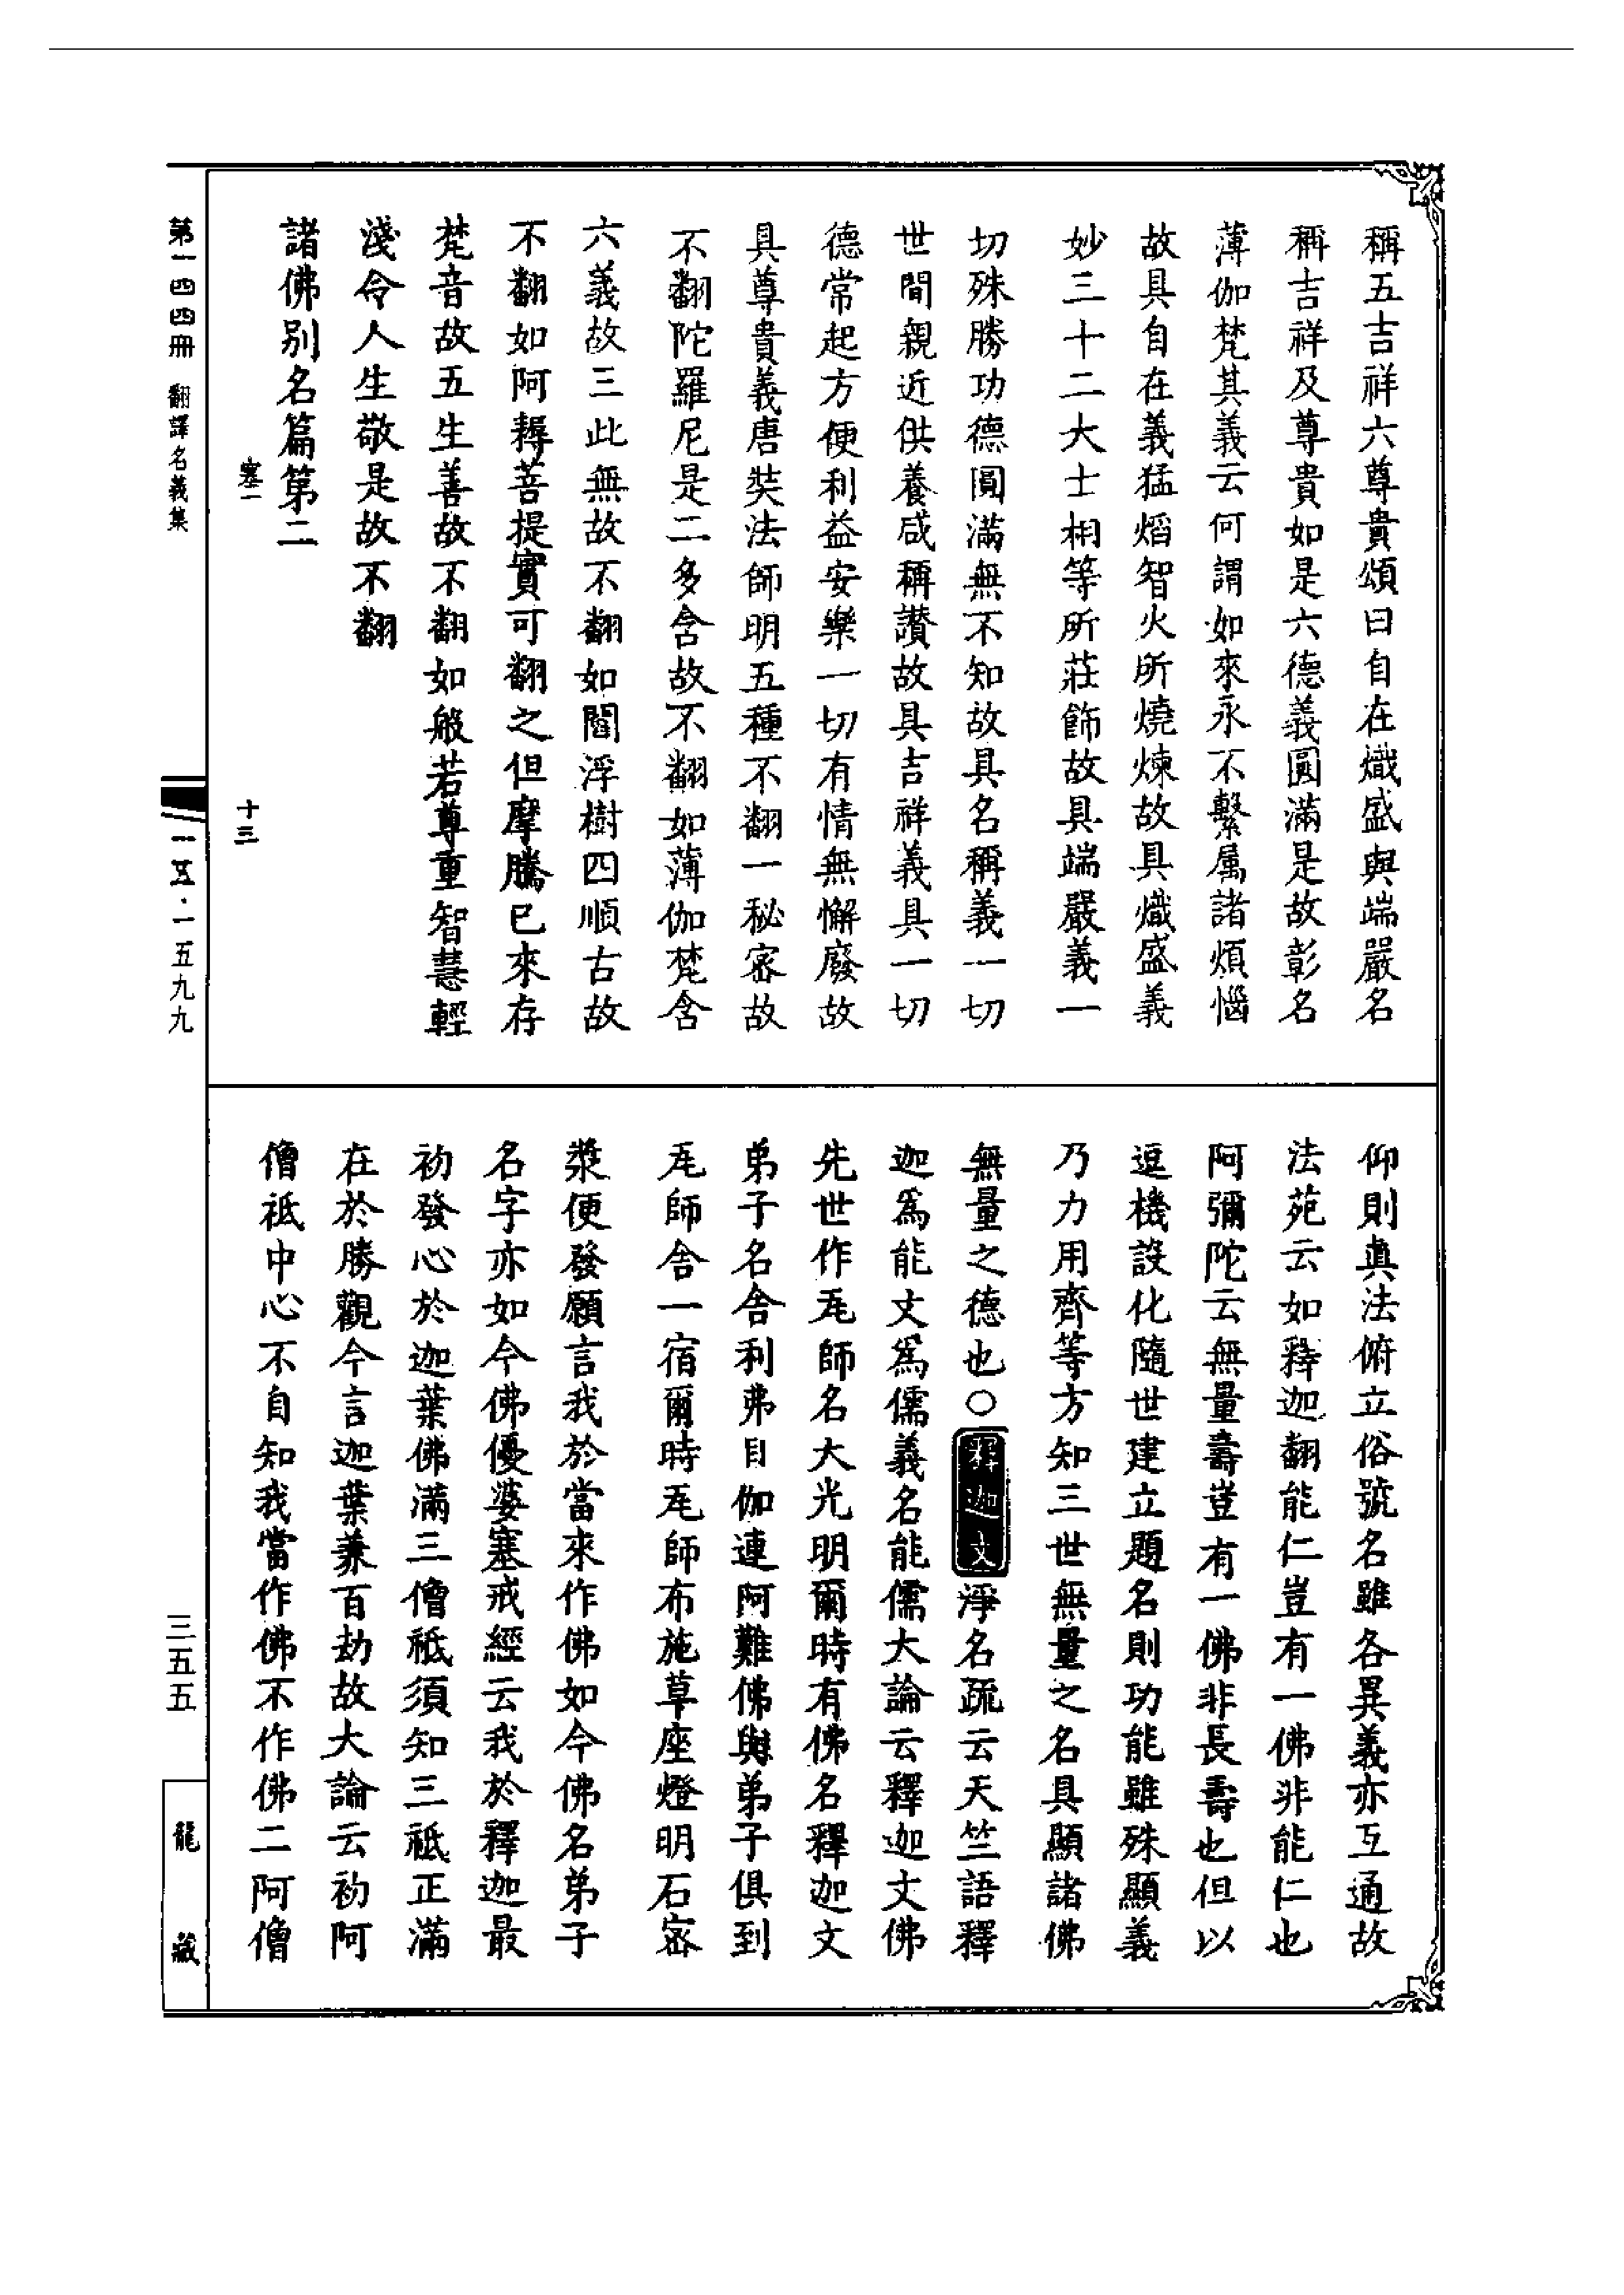 稱五吉祥六尊貴頌曰自在熾盛與端嚴名
稱吉祥及尊貴如是六德義圓滿是故彰名
薄伽梵其義云何謂如來永不繫属諸煩惱
故具自在義猛熖智火所燒煉故具熾盛義
妙三十二大士相等所莊飾故具端嚴義一
切殊勝功德圓滿無不知故具名稱義一切
世間親近供養咸稱讚故具吉祥義具一切
德常起方便利益安樂一切有情無懈廢故
具尊貴義唐奘法師明五種不翻一秘密故
不翻陀羅尼是二多含故不翻如薄伽梵含
六義故三此無故不翻如閻浮樹四順古故
不翻如阿耨菩提實可翻之但摩騰已來存
梵音故五生善故不翻如般若尊重智慧輕
淺令人生敬是故不翻
諸佛別名篇第二
塞一 十三
仰則眞法俯立俗號名雖各異義亦互通故
法苑云如釋迦翻能仁豈有一佛非能仁也
阿彌陀云無量壽豈有一佛非長壽也但以
逗機設化隨世建立題名則功能雖殊顯義
乃力用齊等方知三世無量之名具顯諸佛
無量之德也○釋迦文淨名疏云天竺語釋
迦爲能文爲儒義名能儒大論云釋迦文佛
先世作瓦師名大光明爾時有佛名釋迦文
弟子名舍利弗目伽連阿難佛與弟子俱到
瓦師舍一宿爾時瓦師布施草座燈明石密
漿便發願言我於當來作佛如今佛名弟子
名字亦如今佛優婆塞戒經云我於釋迦最
初發心於迦葉佛滿三僧祇須知三祇正滿
在於勝觀今言迦葉兼百劫故大論云初阿
僧祇中心不自知我當作佛不作佛二阿僧
第一四四冊 翻譯名義集
一五·一五九九
三五五
龍藏